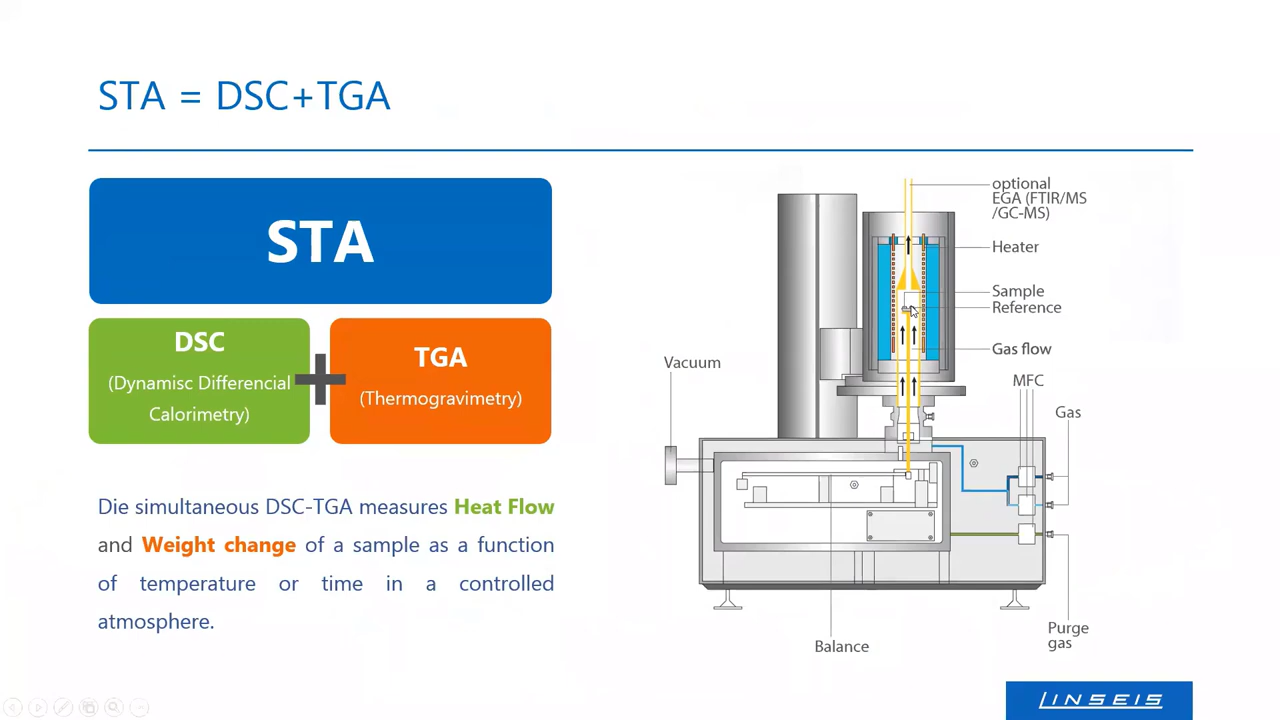 STA = DSC+TGA
STA
DSC
(Dynamisc Differencial
Calorimetry)
TGA
(Thermogravimetry)
Die simultaneous DSC-TGA measures Heat Flow
and Weight change of a sample as a function
of temperature or time in a controlled
atmosphere.
optional
EGA (FTIR/MS
/GC-MS)
Heater
Sample
Reference
Gas flow
Vacuum
MFC
Gas
Purge
gas
Balance
LINSEIS